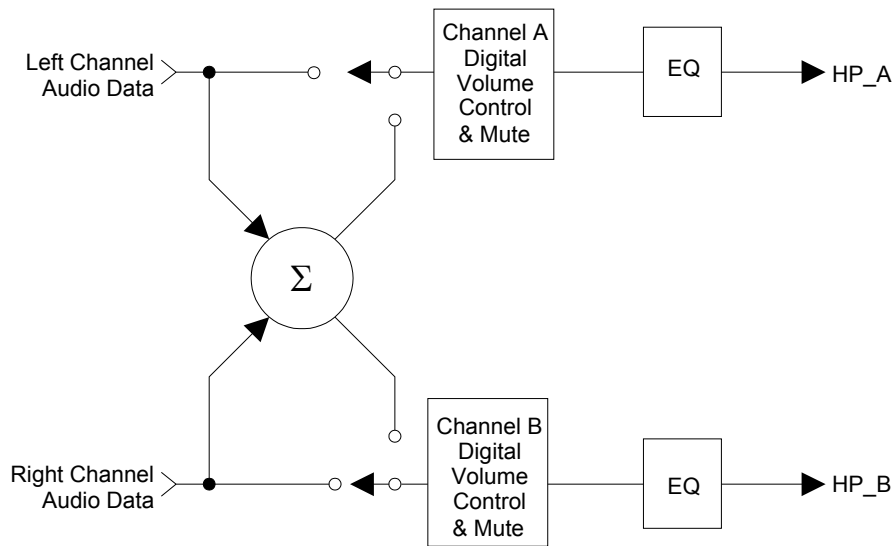 Left Channel
Audio Data
Channel A
Digital
Volume
Control
& Mute
EQ
HP_A
Σ
Right Channel
Audio Data
Channel B
Digital
Volume
Control
& Mute
EQ
HP_B